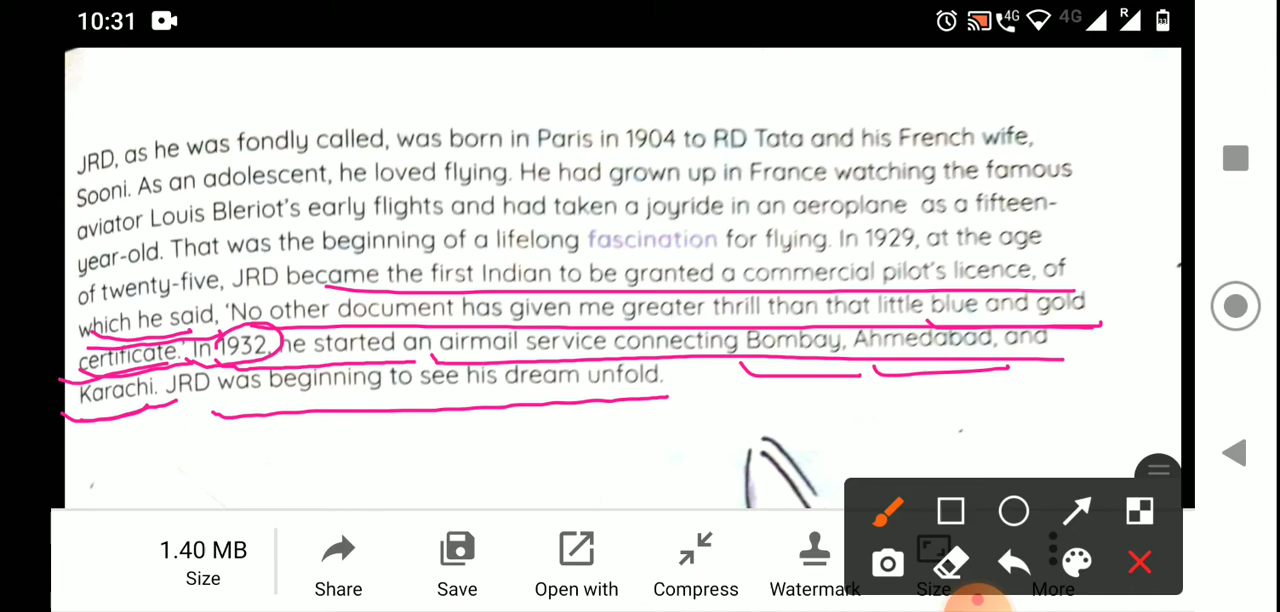 10:31
4G
4G
R
33
JRD, as he was fondly called, was born in Paris in 1904 to RD Tata and his French wife,
Sooni. As an adolescent, he loved flying. He had grown up in France watching the famous
aviator Louis Bleriot's early flights and had taken a joyride in an aeroplane as a fifteen-
year-old. That was the beginning of a lifelong fascination for flying. In 1929, at the age
of twenty-five, JRD became the first Indian to be granted a commercial pilot's licence, of
which he said, 'No other document has given me greater thrill than that little blue and gold
certificate.' In 1932, he started an airmail service connecting Bombay, Ahmedabad, and
Karachi. JRD was beginning to see his dream unfold.
1.40 MB
Size
Share
Save
Open with
Compress
Watermark
Size
More